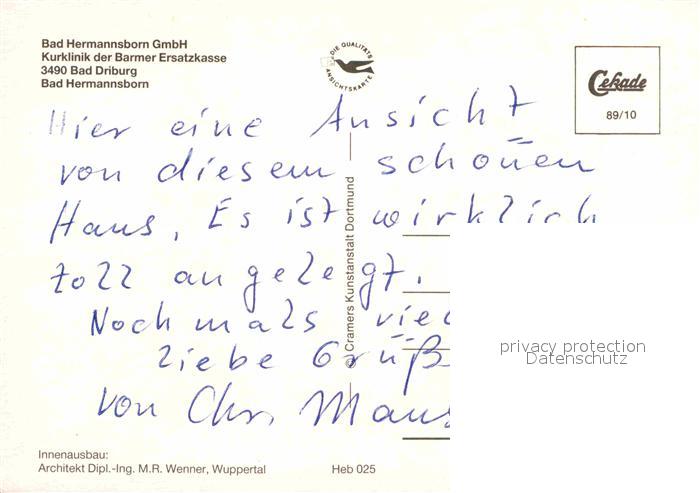 Bad Hermannsborn GmbH
Kurklinik der Barmer Ersatzkasse
3490 Bad Driburg
Bad Hermannsborn
DIE QUALITÄTS
ANSICHTSKARTE
Cekade
89/10
Hier eine Ansicht
von diesem schönen
Haus, Es ist wirklich
toll angelegt.
Nochmals viel
liebe Grüß
von Chr.
© Cramers Kunstanstalt Dortmund
privacy protection
Datenschutz
Innenausbau:
Architekt Dipl.-Ing. M.R. Wenner, Wuppertal
Heb 025